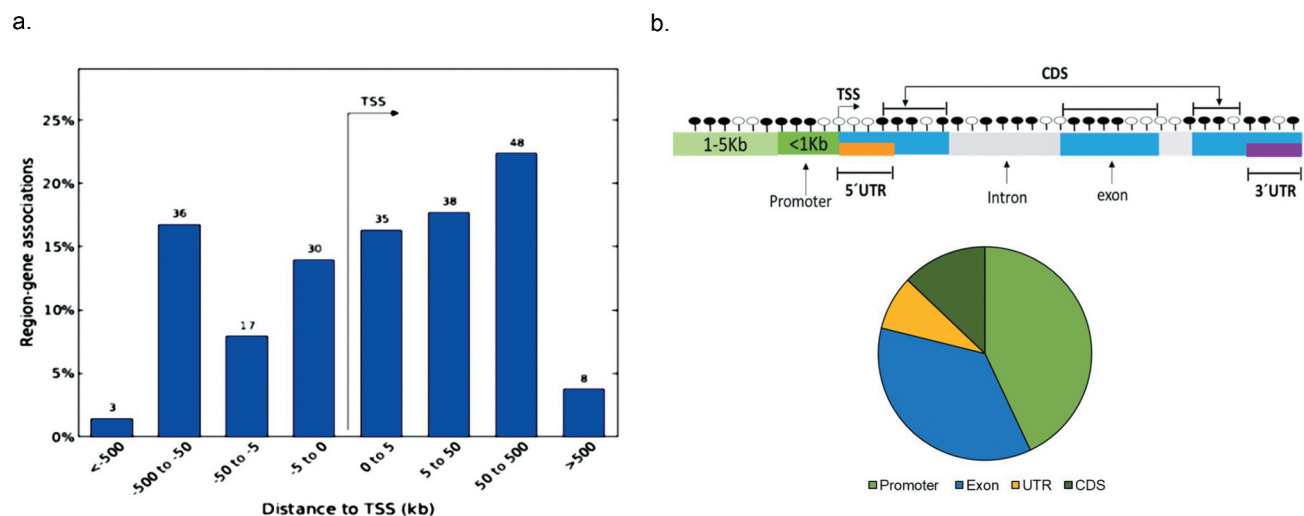 a.
25%
20%
15%
10%
5%
0%
Region-gene associations
TSS
3
36
17
30
35
38
48
8
<-500
-500 to -50
-50 to -5
-5 to 0
0 to 5
5 to 50
50 to 500
>500
Distance to TSS (kb)
b.
CDS
TSS
1-5Kb
<1Kb
Promoter
5´UTR
Intron
exon
3´UTR
Promoter
Exon
UTR
CDS